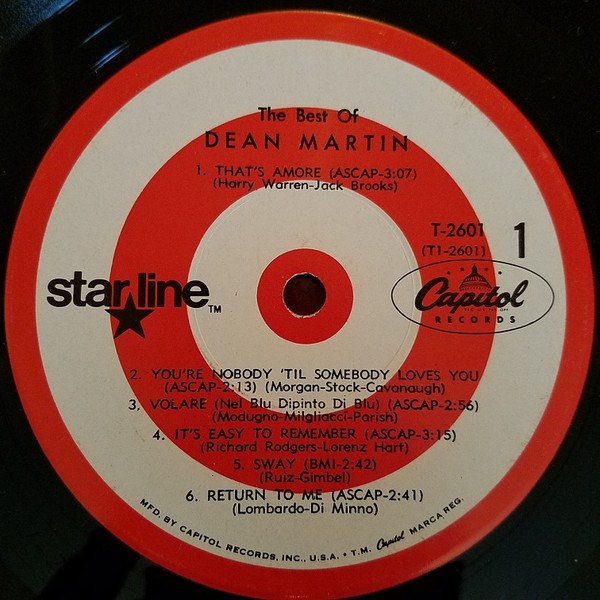 The Best Of
DEAN MARTIN
1. THAT'S AMORE (ASCAP-3:07)
(Harry Warren-Jack Brooks)
T-2601
(T1-2601)
1
star line TM
Capitol
RECORDS
2. YOU'RE NOBODY 'TIL SOMEBODY LOVES YOU
(ASCAP-2:13) (Morgan-Stock-Cavanaugh)
3, VOLARE (Nel Blu Dipinto Di Blu) (ASCAP-2:56)
(Modugno-Milgliacci-Parish)
4. IT'S EASY TO REMEMBER (ASCAP-3:15)
(Richard Rodgers-Lorenz Hart)
5. SWAY (BMI-2:42)
(Ruiz-Gimbel)
6. RETURN TO ME (ASCAP-2:41)
(Lombardo-Di Minno)
MFD. BY CAPITOL RECORDS, INC., U.S.A. • T.M. Capitol MARCA REG.